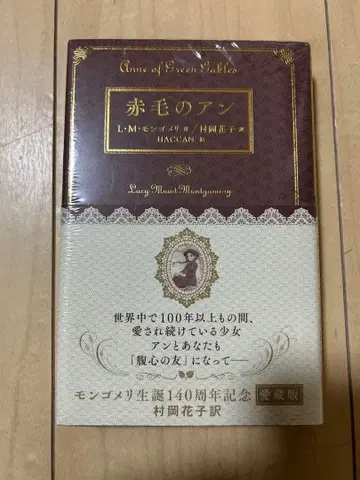 Anne of Green Gables
赤毛のアン
L・M・モンゴメリ 作/村岡花子 訳
HACCAN 絵
Lucy Maud Montgomery
世界中で100年以上もの間、
愛され続けている少女
アンとあなたも
「腹心の友」になって――
モンゴメリ生誕140周年記念 愛蔵版
村岡花子訳